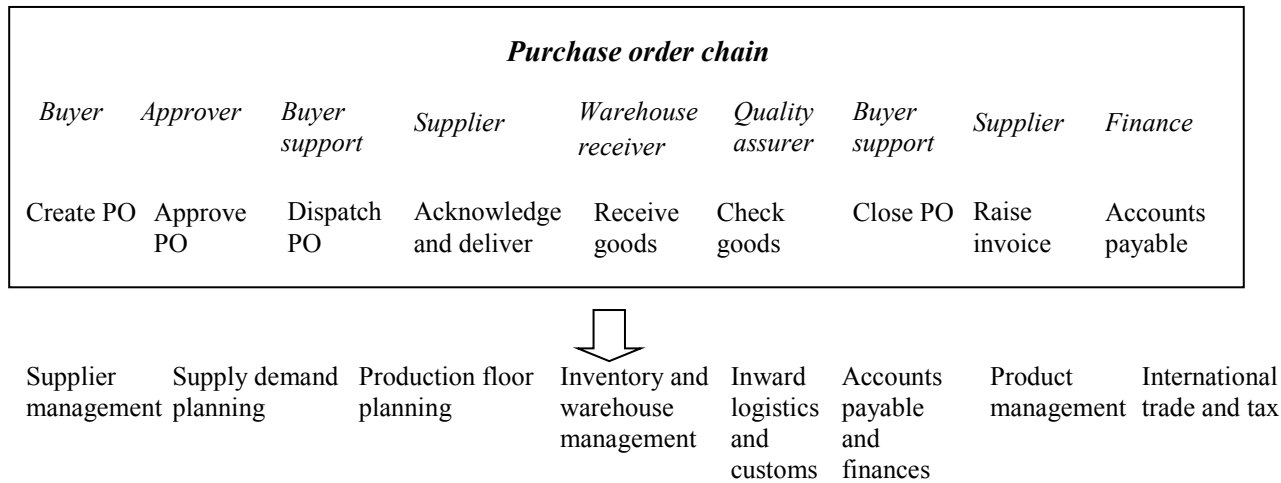 Purchase order chain
Buyer
Approver
Buyer
support
Supplier
Warehouse
receiver
Quality
assurer
Buyer
support
Supplier
Finance
Create PO
Approve
PO
Dispatch
PO
Acknowledge
and deliver
Receive
goods
Check
goods
Close PO
Raise
invoice
Accounts
payable
Supplier
management
Supply demand
planning
Production floor
planning
Inventory and
warehouse
management
Inward
logistics
and
customs
Accounts
payable
and
finances
Product
management
International
trade and tax